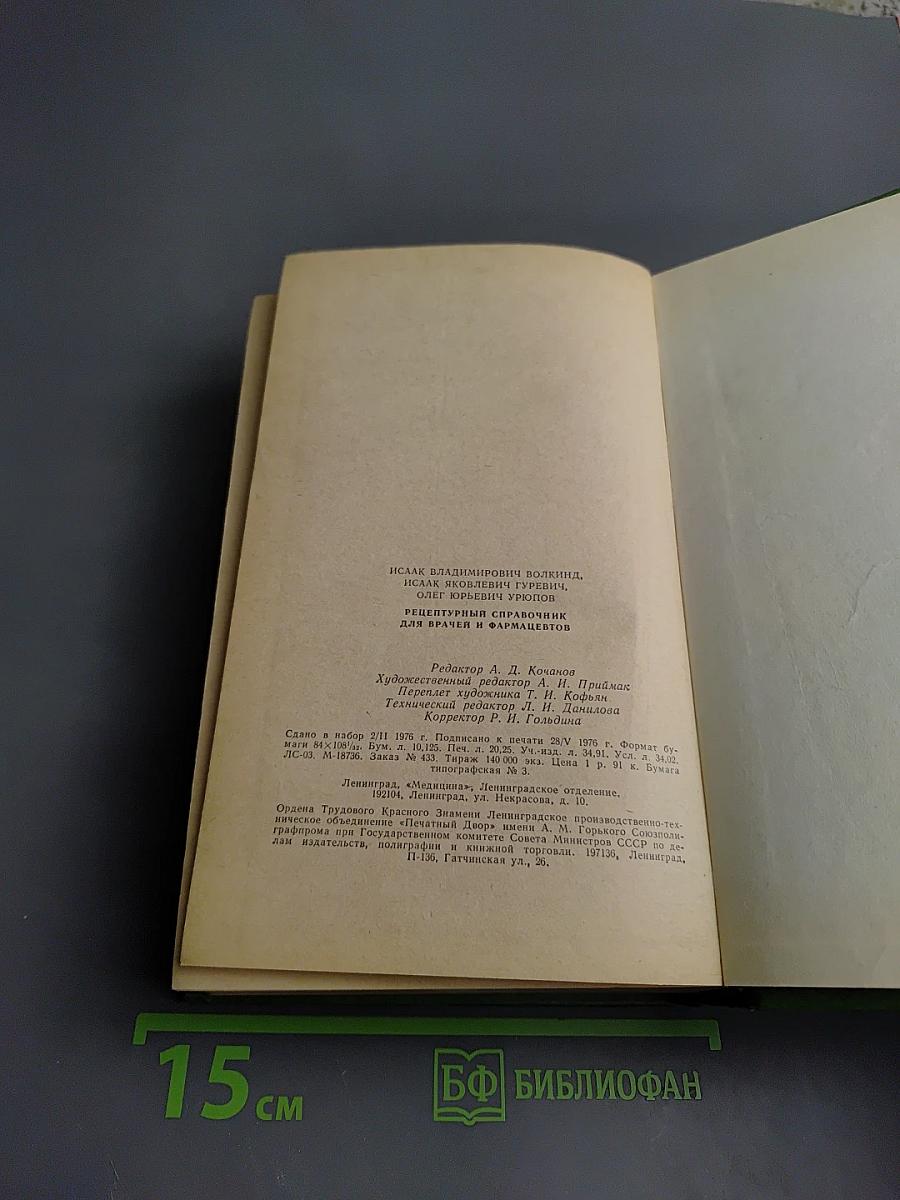 ИСААК ВЛАДИМИРОВИЧ ВОЛКИНД,
ИСААК ЯКОВЛЕВИЧ ГУРЕВИЧ,
ОЛЕГ ЮРЬЕВИЧ УРЮПОВ
РЕЦЕПТУРНЫЙ СПРАВОЧНИК
ДЛЯ ВРАЧЕЙ И ФАРМАЦЕВТОВ
Редактор А. Д. Кочанов
Художественный редактор А. И. Приймак
Переплет художника Т. И. Кофьян
Технический редактор Л. И. Данилова
Корректор Р. И. Гольдина
Сдано в набор 2/II 1976 г. Подписано к печати 28/V 1976 г. Формат бу-
маги 84×108¹/₃₂. Бум. л. 10,125. Печ. л. 20,25. Уч.-изд. л. 34,91. Усл. л. 34,02.
ЛС-03. М-18736. Заказ № 433. Тираж 140 000 экз. Цена 1 р. 91 к. Бумага
типографская № 3.
Ленинград, «Медицина», Ленинградское отделение.
192104, Ленинград, ул. Некрасова, д. 10.
Ордена Трудового Красного Знамени Ленинградское производственно-тех-
ническое объединение «Печатный Двор» имени А. М. Горького Союзполи-
графпрома при Государственном комитете Совета Министров СССР по де-
лам издательств, полиграфии и книжной торговли. 197136, Ленинград,
П-136, Гатчинская ул., 26.
15 см
БФ БИБЛИОФАН